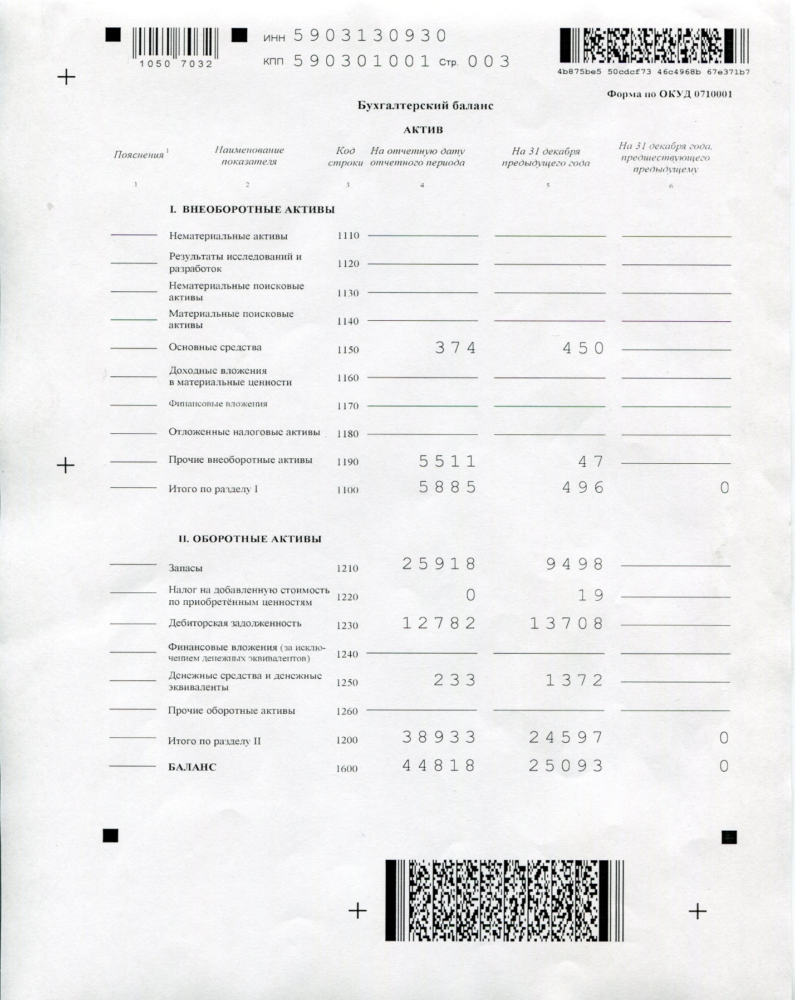 1050 7032
ИНН 5903130930
КПП 590301001 Стр. 003
4b875be5 50cdcf73 46c4968b 67e371b7
Форма по ОКУД 0710001
Бухгалтерский баланс
АКТИВ
Пояснения 1 Наименование показателя Код строки На отчетную дату отчетного периода На 31 декабря предыдущего года На 31 декабря года, предшествующего предыдущему
1 2 3 4 5 6
I. ВНЕОБОРОТНЫЕ АКТИВЫ
Нематериальные активы 1110
Результаты исследований и
разработок 1120
Нематериальные поисковые
активы 1130
Материальные поисковые
активы 1140
Основные средства 1150 374 450
Доходные вложения
в материальные ценности 1160
Финансовые вложения 1170
Отложенные налоговые активы 1180
Прочие внеоборотные активы 1190 5511 47
Итого по разделу I 1100 5885 496 0
II. ОБОРОТНЫЕ АКТИВЫ
Запасы 1210 25918 9498
Налог на добавленную стоимость
по приобретённым ценностям 1220 0 19
Дебиторская задолженность 1230 12782 13708
Финансовые вложения (за исклю-
чением денежных эквивалентов) 1240
Денежные средства и денежные
эквиваленты 1250 233 1372
Прочие оборотные активы 1260
Итого по разделу II 1200 38933 24597 0
БАЛАНС 1600 44818 25093 0